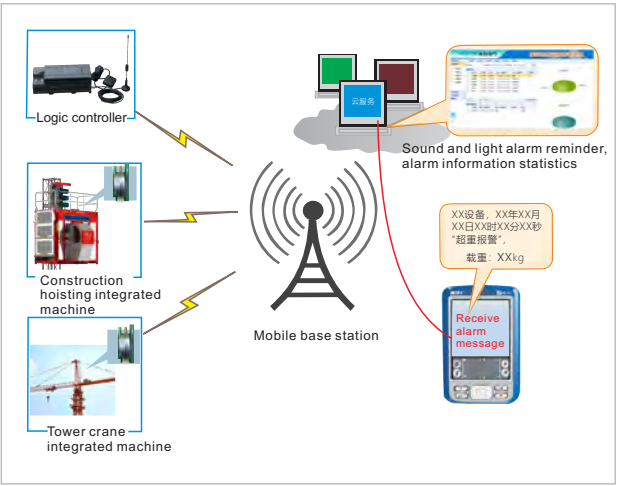 Logic controller
云服务
Sound and light alarm reminder,
alarm information statistics
Construction
hoisting integrated
machine
XX设备，XX年XX月
XX日XX时XX分XX秒
“超重报警”，
载重：XXkg
Receive
alarm
message
Mobile base station
Tower crane
integrated machine